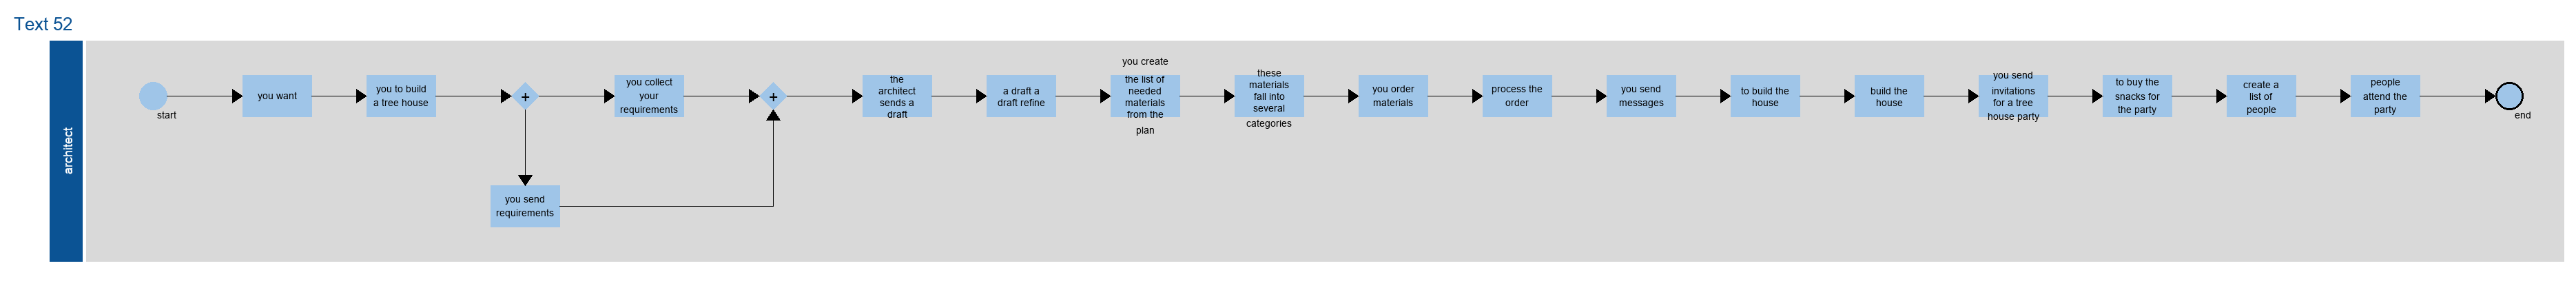 Text 52
architect
start
you want
you to build
a tree house
+
you send
requirements
you collect
your
requirements
+
the
architect
sends a
draft
a draft a
draft refine
you create
the list of
needed
materials
from the
plan
these
materials
fall into
several
categories
you order
materials
process the
order
you send
messages
to build the
house
build the
house
you send
invitations
for a tree
house party
to buy the
snacks for
the party
create a
list of
people
people
attend the
party
end